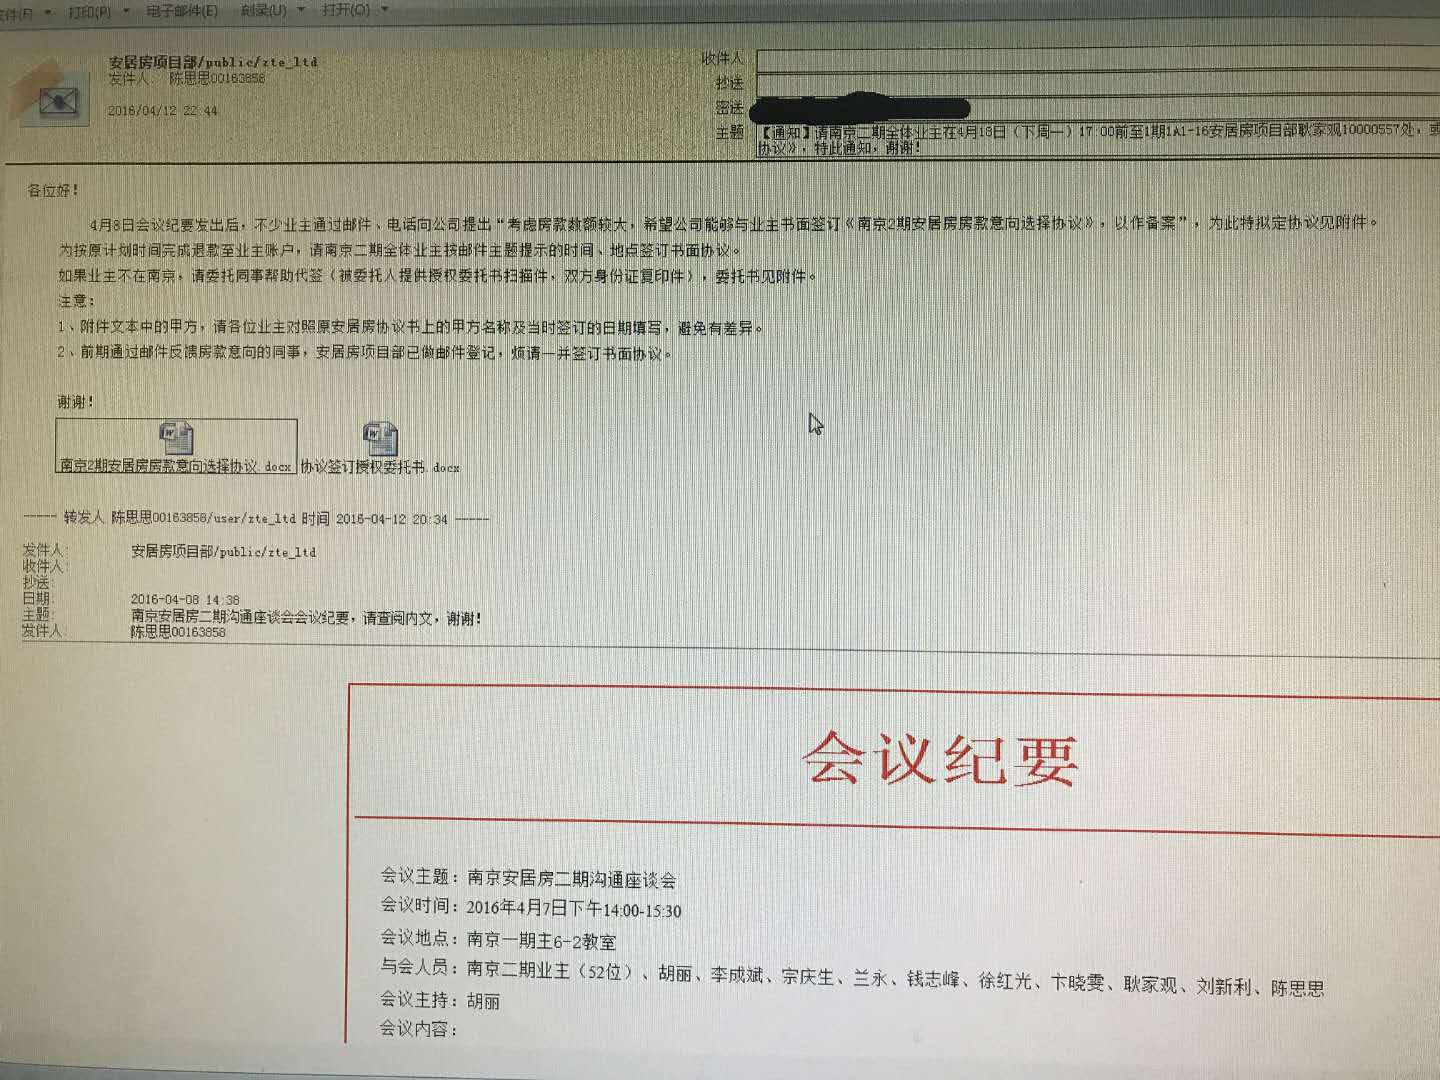 文件(F) 打印(P) 电子邮件(E) 刻录(U) 打开(O)
安居房项目部/public/zte_ltd
发件人: 陈思思00163858
2016/04/12 22:44
收件人
抄送
密送
主题 【通知】请南京二期全体业主在4月18日（下周一）17:00前至1期1A1-16安居房项目部耿家观10000557处，或
协议》，特此通知，谢谢！
各位好！
4月8日会议纪要发出后，不少业主通过邮件、电话向公司提出“考虑房款数额较大，希望公司能够与业主书面签订《南京2期安居房房款意向选择协议》，以作备案”，为此特拟定协议见附件。
为按原计划时间完成退款至业主账户，请南京二期全体业主按邮件主题提示的时间、地点签订书面协议。
如果业主不在南京，请委托同事帮助代签（被委托人提供授权委托书扫描件，双方身份证复印件），委托书见附件。
注意：
1、附件文本中的甲方，请各位业主对照原安居房协议书上的甲方名称及当时签订的日期填写，避免有差异。
2、前期通过邮件反馈房款意向的同事，安居房项目部已做邮件登记，烦请一并签订书面协议。
谢谢！
南京2期安居房房款意向选择协议.docx 协议签订授权委托书.docx
----- 转发人 陈思思00163858/user/zte_ltd 时间 2016-04-12 20:34 -----
发件人: 安居房项目部/public/zte_ltd
收件人:
抄送:
日期: 2016-04-08 14:38
主题: 南京安居房二期沟通座谈会会议纪要，请查阅内文，谢谢！
发件人 陈思思00163858
会议纪要
会议主题：南京安居房二期沟通座谈会
会议时间：2016年4月7日下午14:00-15:30
会议地点：南京一期主6-2教室
与会人员：南京二期业主（52位）、胡丽、李成斌、宗庆生、兰永、钱志峰、徐红光、卞晓雯、耿家观、刘新利、陈思思
会议主持：胡丽
会议内容：